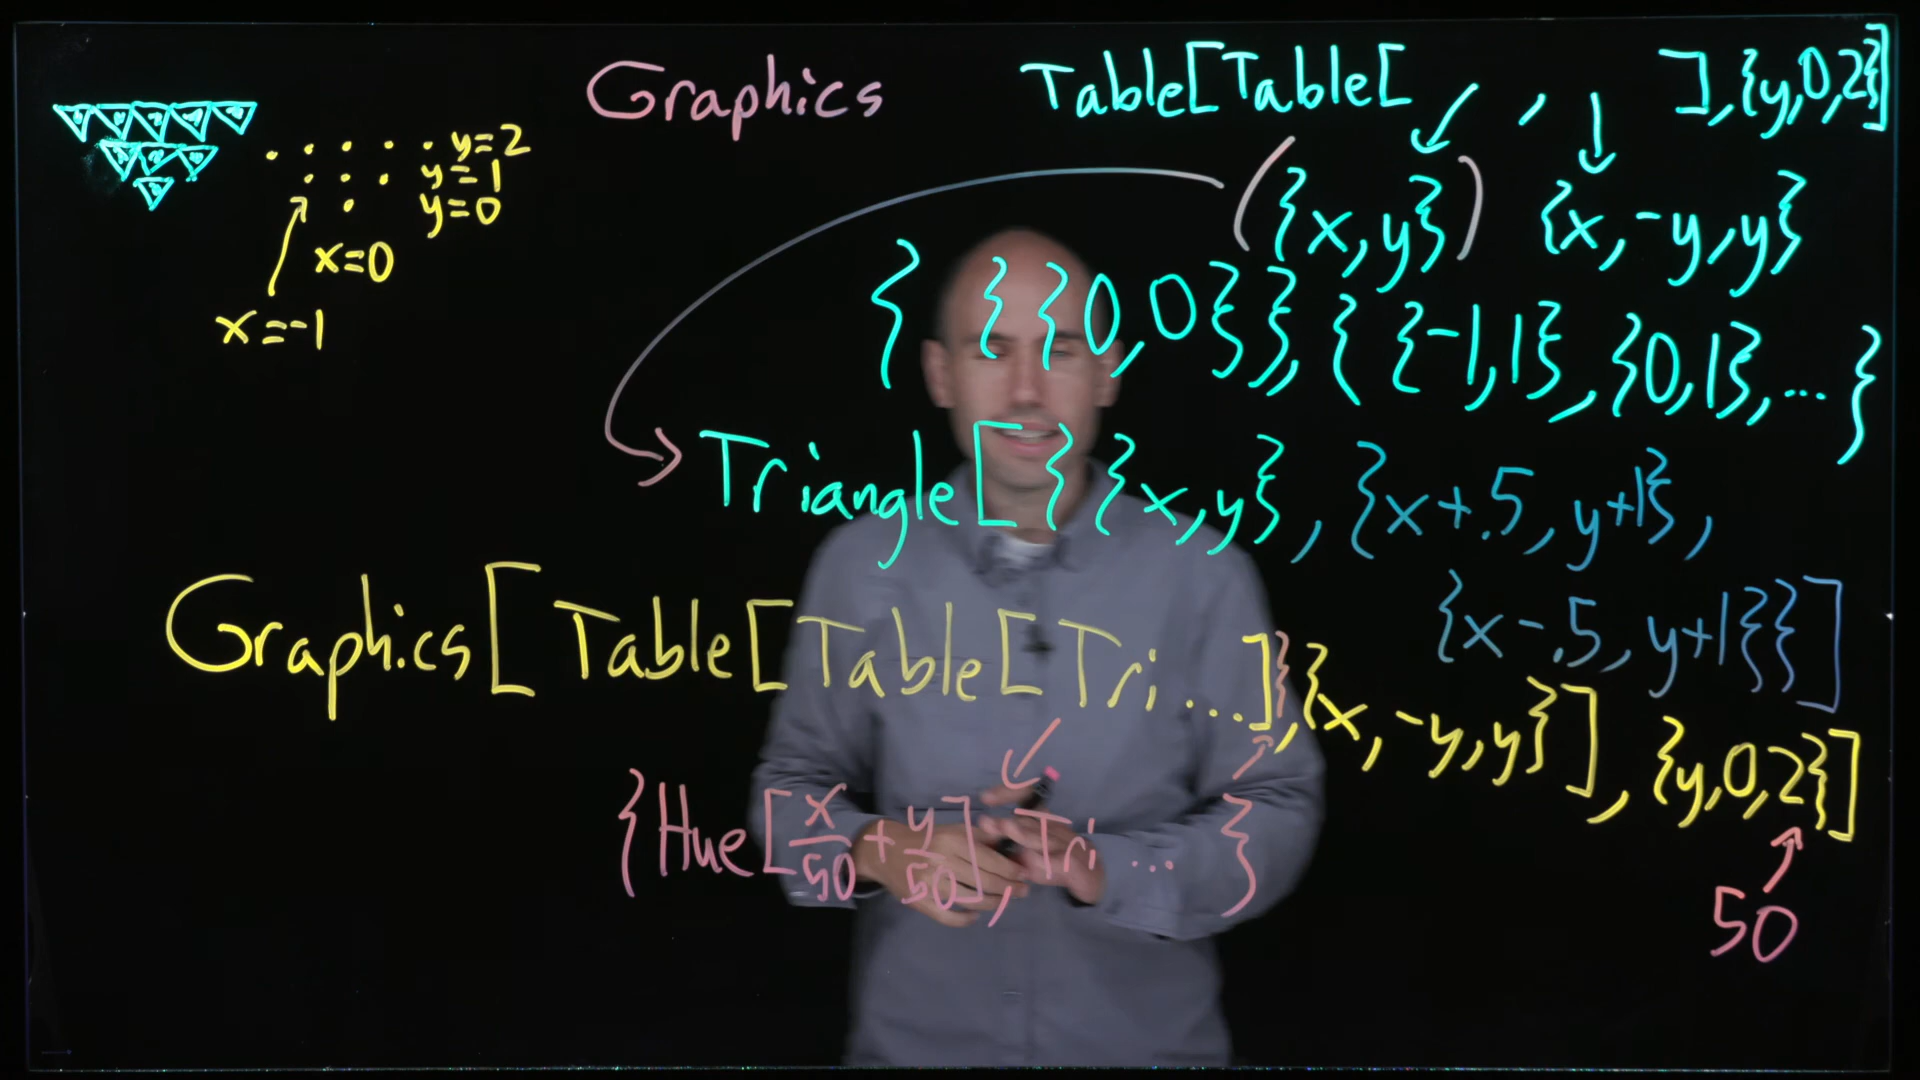 Graphics
Table[Table[ , ],{y,0,2}]
y=2
y=1
y=0
x=0
x=-1
({x,y}) {x,-y,y}
{ {{0,0}},{{-1,1},{0,1},...}
Triangle[{{x,y},{x+.5,y+1},
{x-.5,y+1}}]
Graphics[Table[Table[Tri...]},{x,-y,y}],{y,0,2}]
{Hue[x/50+y/50],Tri...}
50